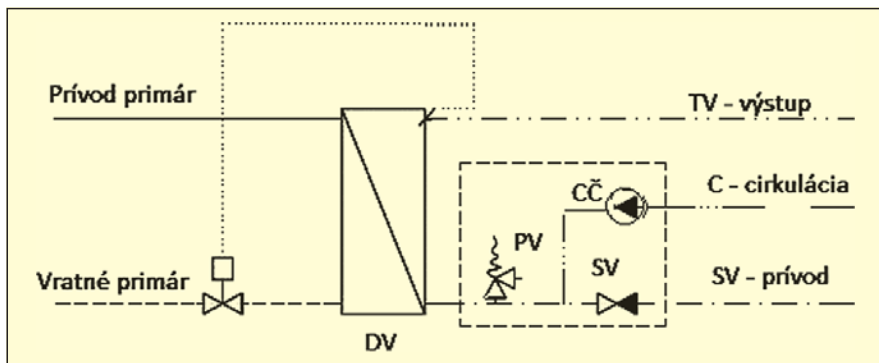 Prívod primár
TV - výstup
CČ
C - cirkulácia
PV
SV
Vratné primár
SV - prívod
DV